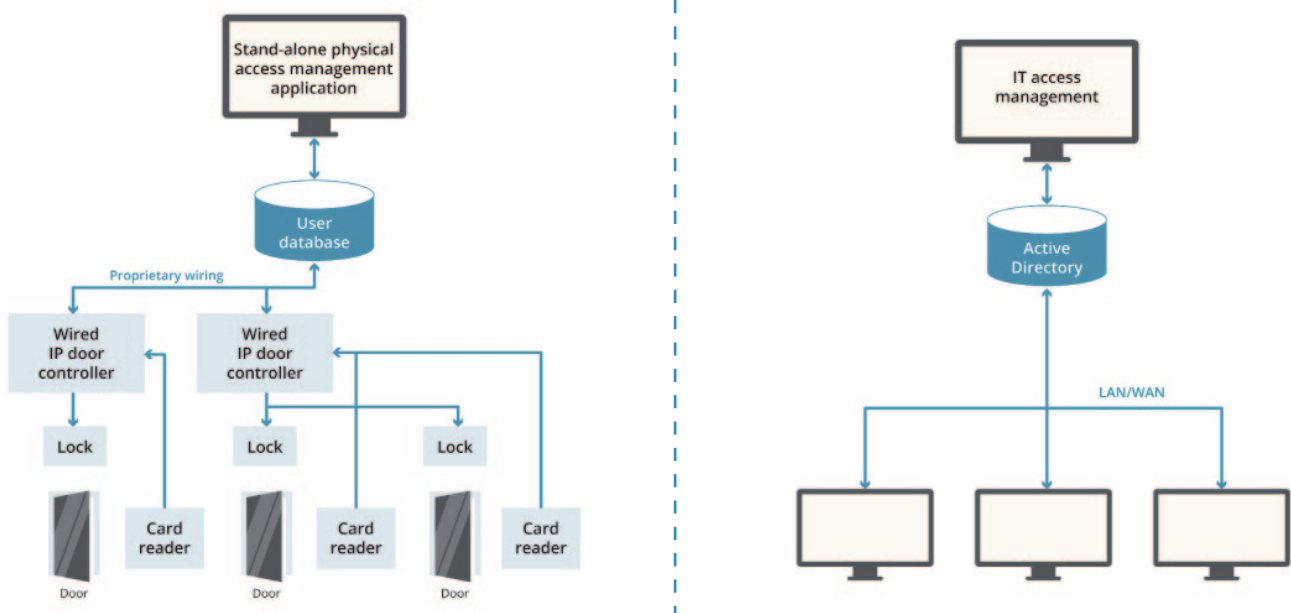 Stand-alone physical
access management
application
User
database
Proprietary wiring
Wired
IP door
controller
Wired
IP door
controller
Lock
Lock
Lock
Card
reader
Card
reader
Card
reader
Door
Door
Door
IT access
management
Active
Directory
LAN/WAN